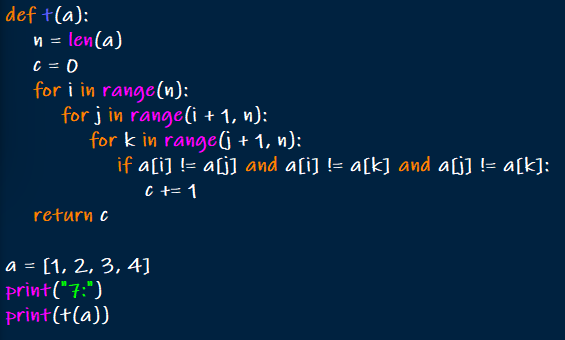 def t(a):
    n = len(a)
    c = 0
    for i in range(n):
        for j in range(i + 1, n):
            for k in range(j + 1, n):
                if a[i] != a[j] and a[i] != a[k] and a[j] != a[k]:
                    c += 1
    return c

a = [1, 2, 3, 4]
print("7:")
print(t(a))